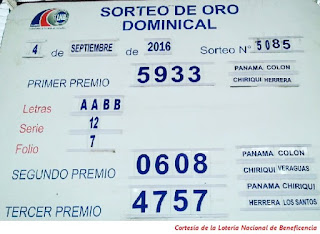 LNB
SORTEO DE ORO
DOMINICAL
4 de SEPTIEMBRE de 2016 Sorteo N° 5085
PRIMER PREMIO 5933 PANAMA COLON
CHIRIQUI HERRERA
Letras A A B B
Serie 12
Folio 7
SEGUNDO PREMIO 0608 PANAMA COLON
CHIRIQUI VERAGUAS
TERCER PREMIO 4757 PANAMA CHIRIQUI
HERRERA LOS SANTOS
Cortesía de la Lotería Nacional de Beneficencia